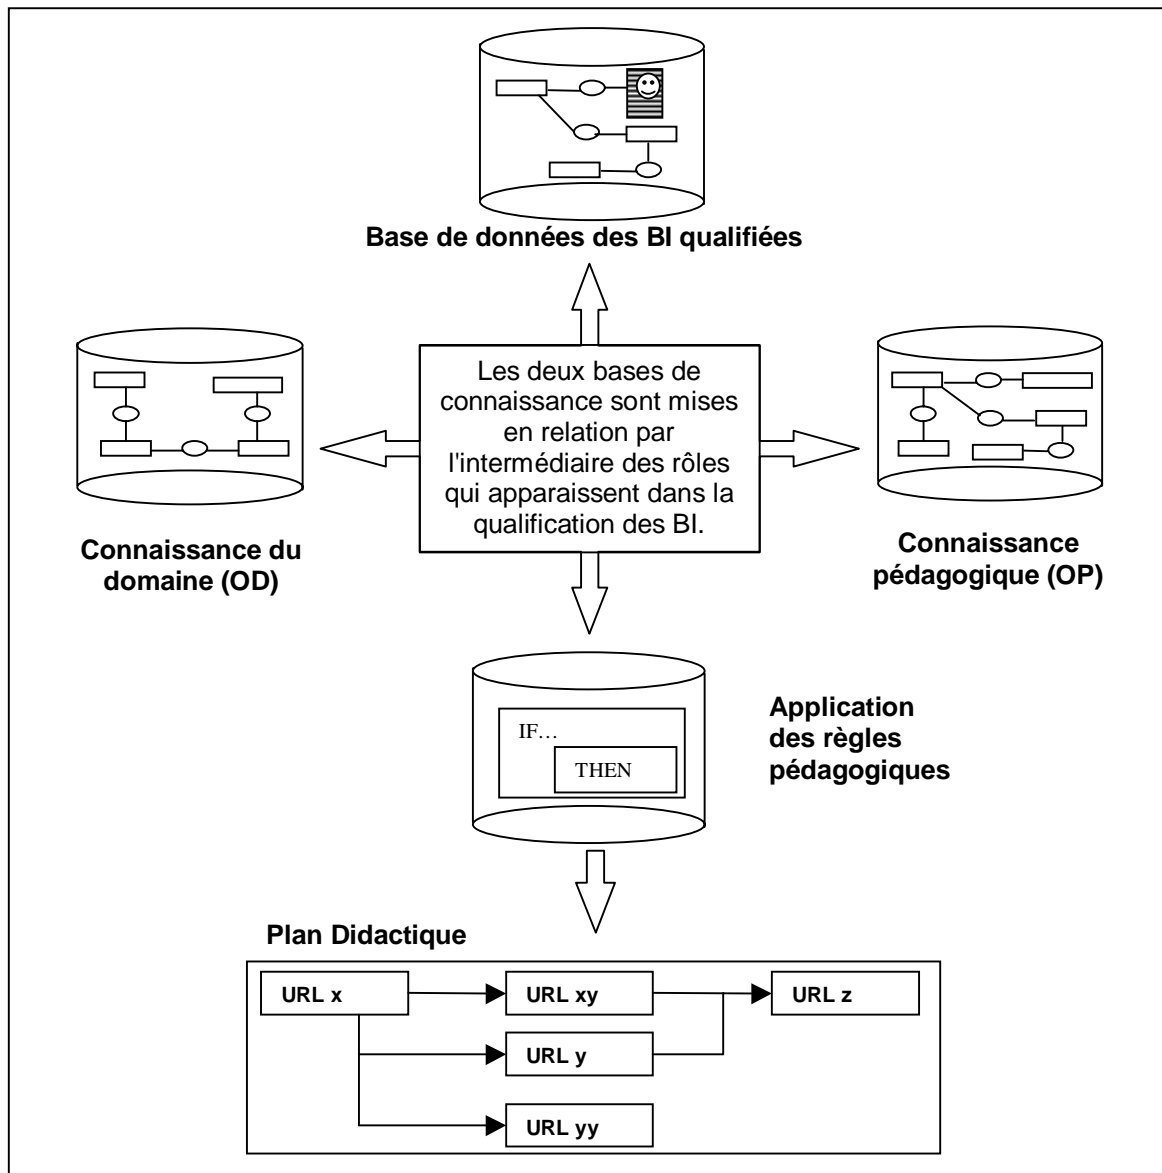 Base de données des BI qualifiées
Les deux bases de
connaissance sont mises
en relation par
l'intermédiaire des rôles
qui apparaissent dans la
qualification des BI.
Connaissance du
domaine (OD)
Connaissance
pédagogique (OP)
IF…
THEN
Application
des règles
pédagogiques
Plan Didactique
URL x
URL xy
URL z
URL y
URL yy